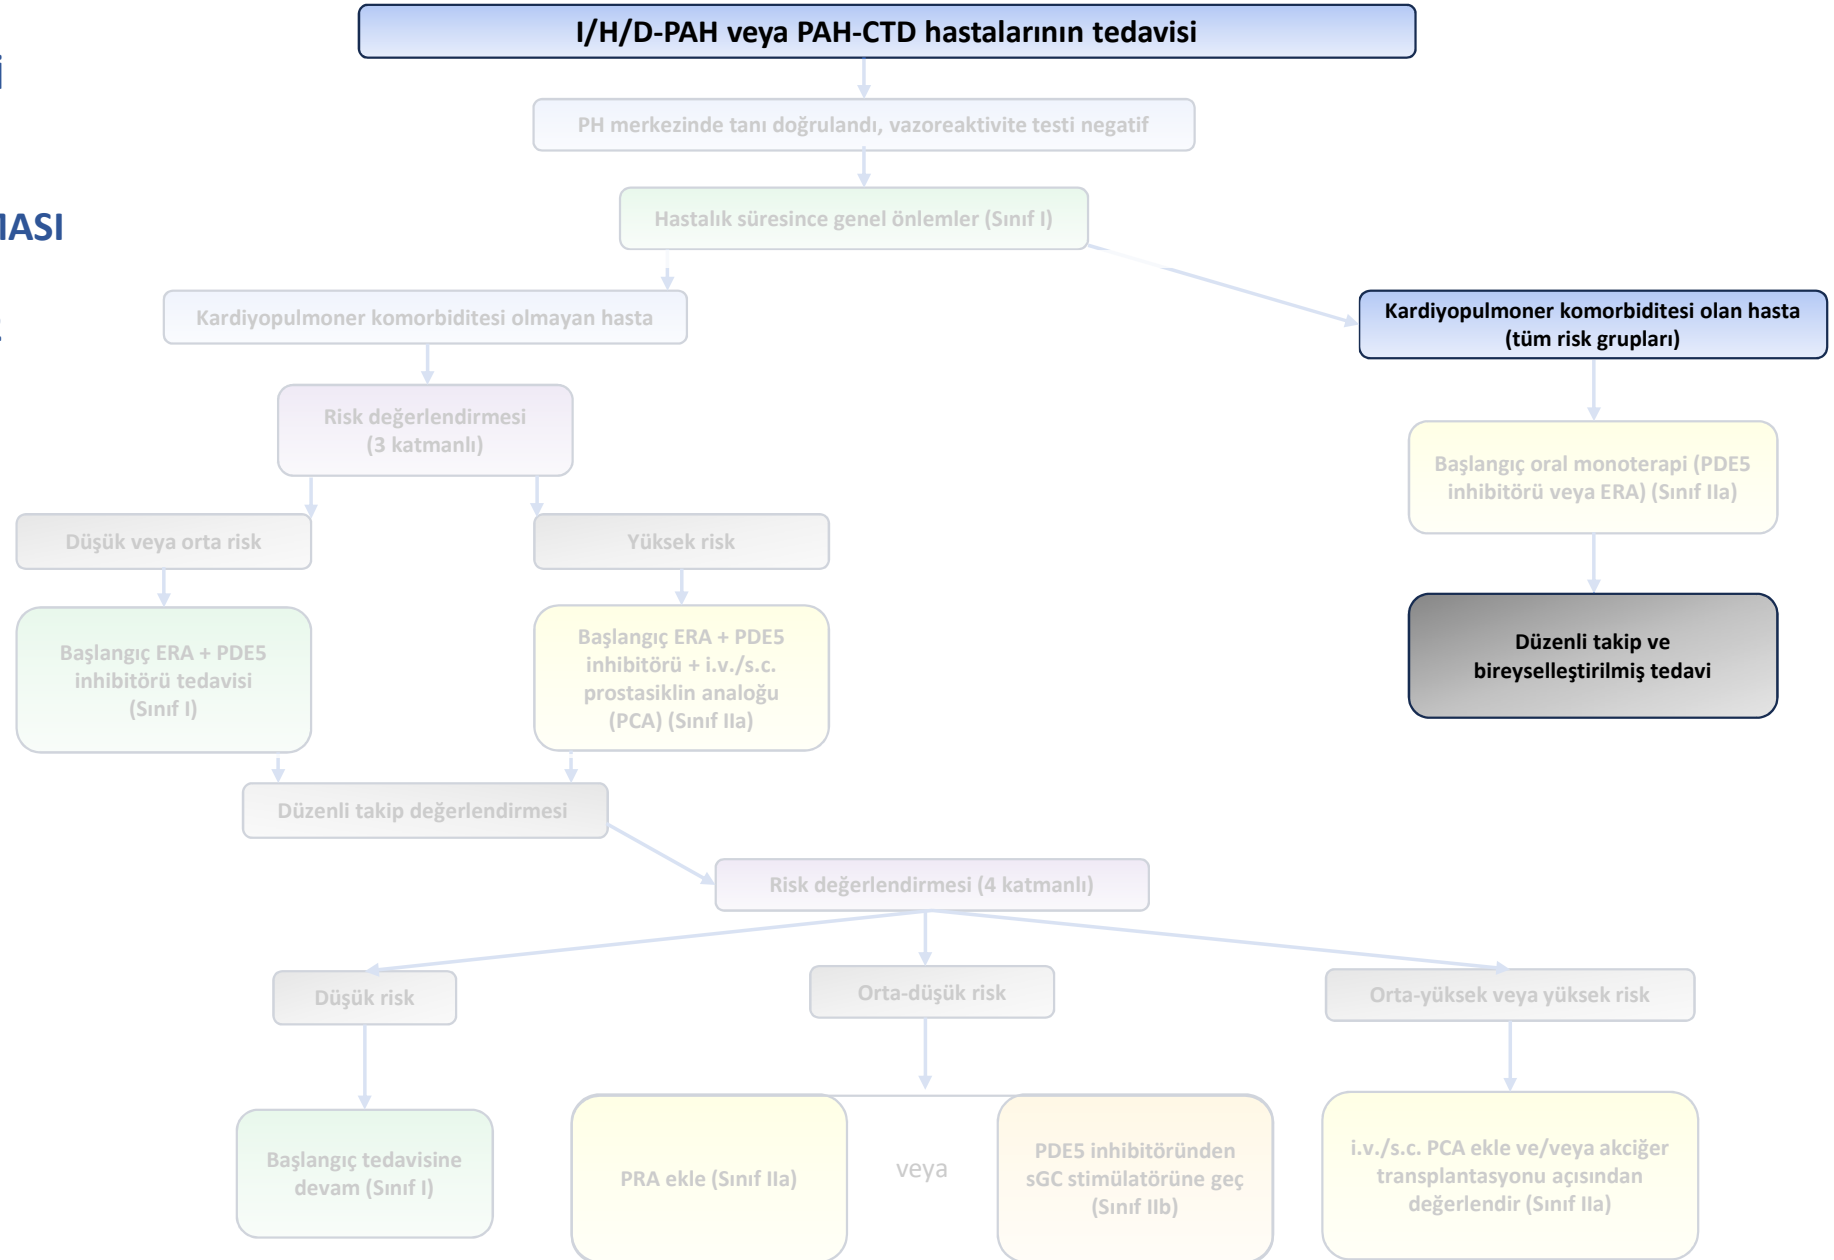 I/H/D-PAH veya PAH-CTD hastalarının tedavisi
i
PH merkezinde tanı doğrulandı, vazoreaktivite testi negatif
MASI
Hastalık süresince genel önlemler (Sınıf I)
Kardiyopulmoner komorbiditesi olmayan hasta
Kardiyopulmoner komorbiditesi olan hasta
(tüm risk grupları)
Risk değerlendirmesi
(3 katmanlı)
Başlangıç oral monoterapi (PDE5
inhibitörü veya ERA) (Sınıf IIa)
Düşük veya orta risk
Yüksek risk
Başlangıç ERA + PDE5
inhibitörü tedavisi
(Sınıf I)
Başlangıç ERA + PDE5
inhibitörü + i.v./s.c.
prostasiklin analoğu
(PCA) (Sınıf IIa)
Düzenli takip ve
bireyselleştirilmiş tedavi
Düzenli takip değerlendirmesi
Risk değerlendirmesi (4 katmanlı)
Düşük risk
Orta-düşük risk
Orta-yüksek veya yüksek risk
Başlangıç tedavisine
devam (Sınıf I)
PRA ekle (Sınıf IIa)
veya
PDE5 inhibitöründen
sGC stimülatörüne geç
(Sınıf IIb)
i.v./s.c. PCA ekle ve/veya akciğer
transplantasyonu açısından
değerlendir (Sınıf IIa)